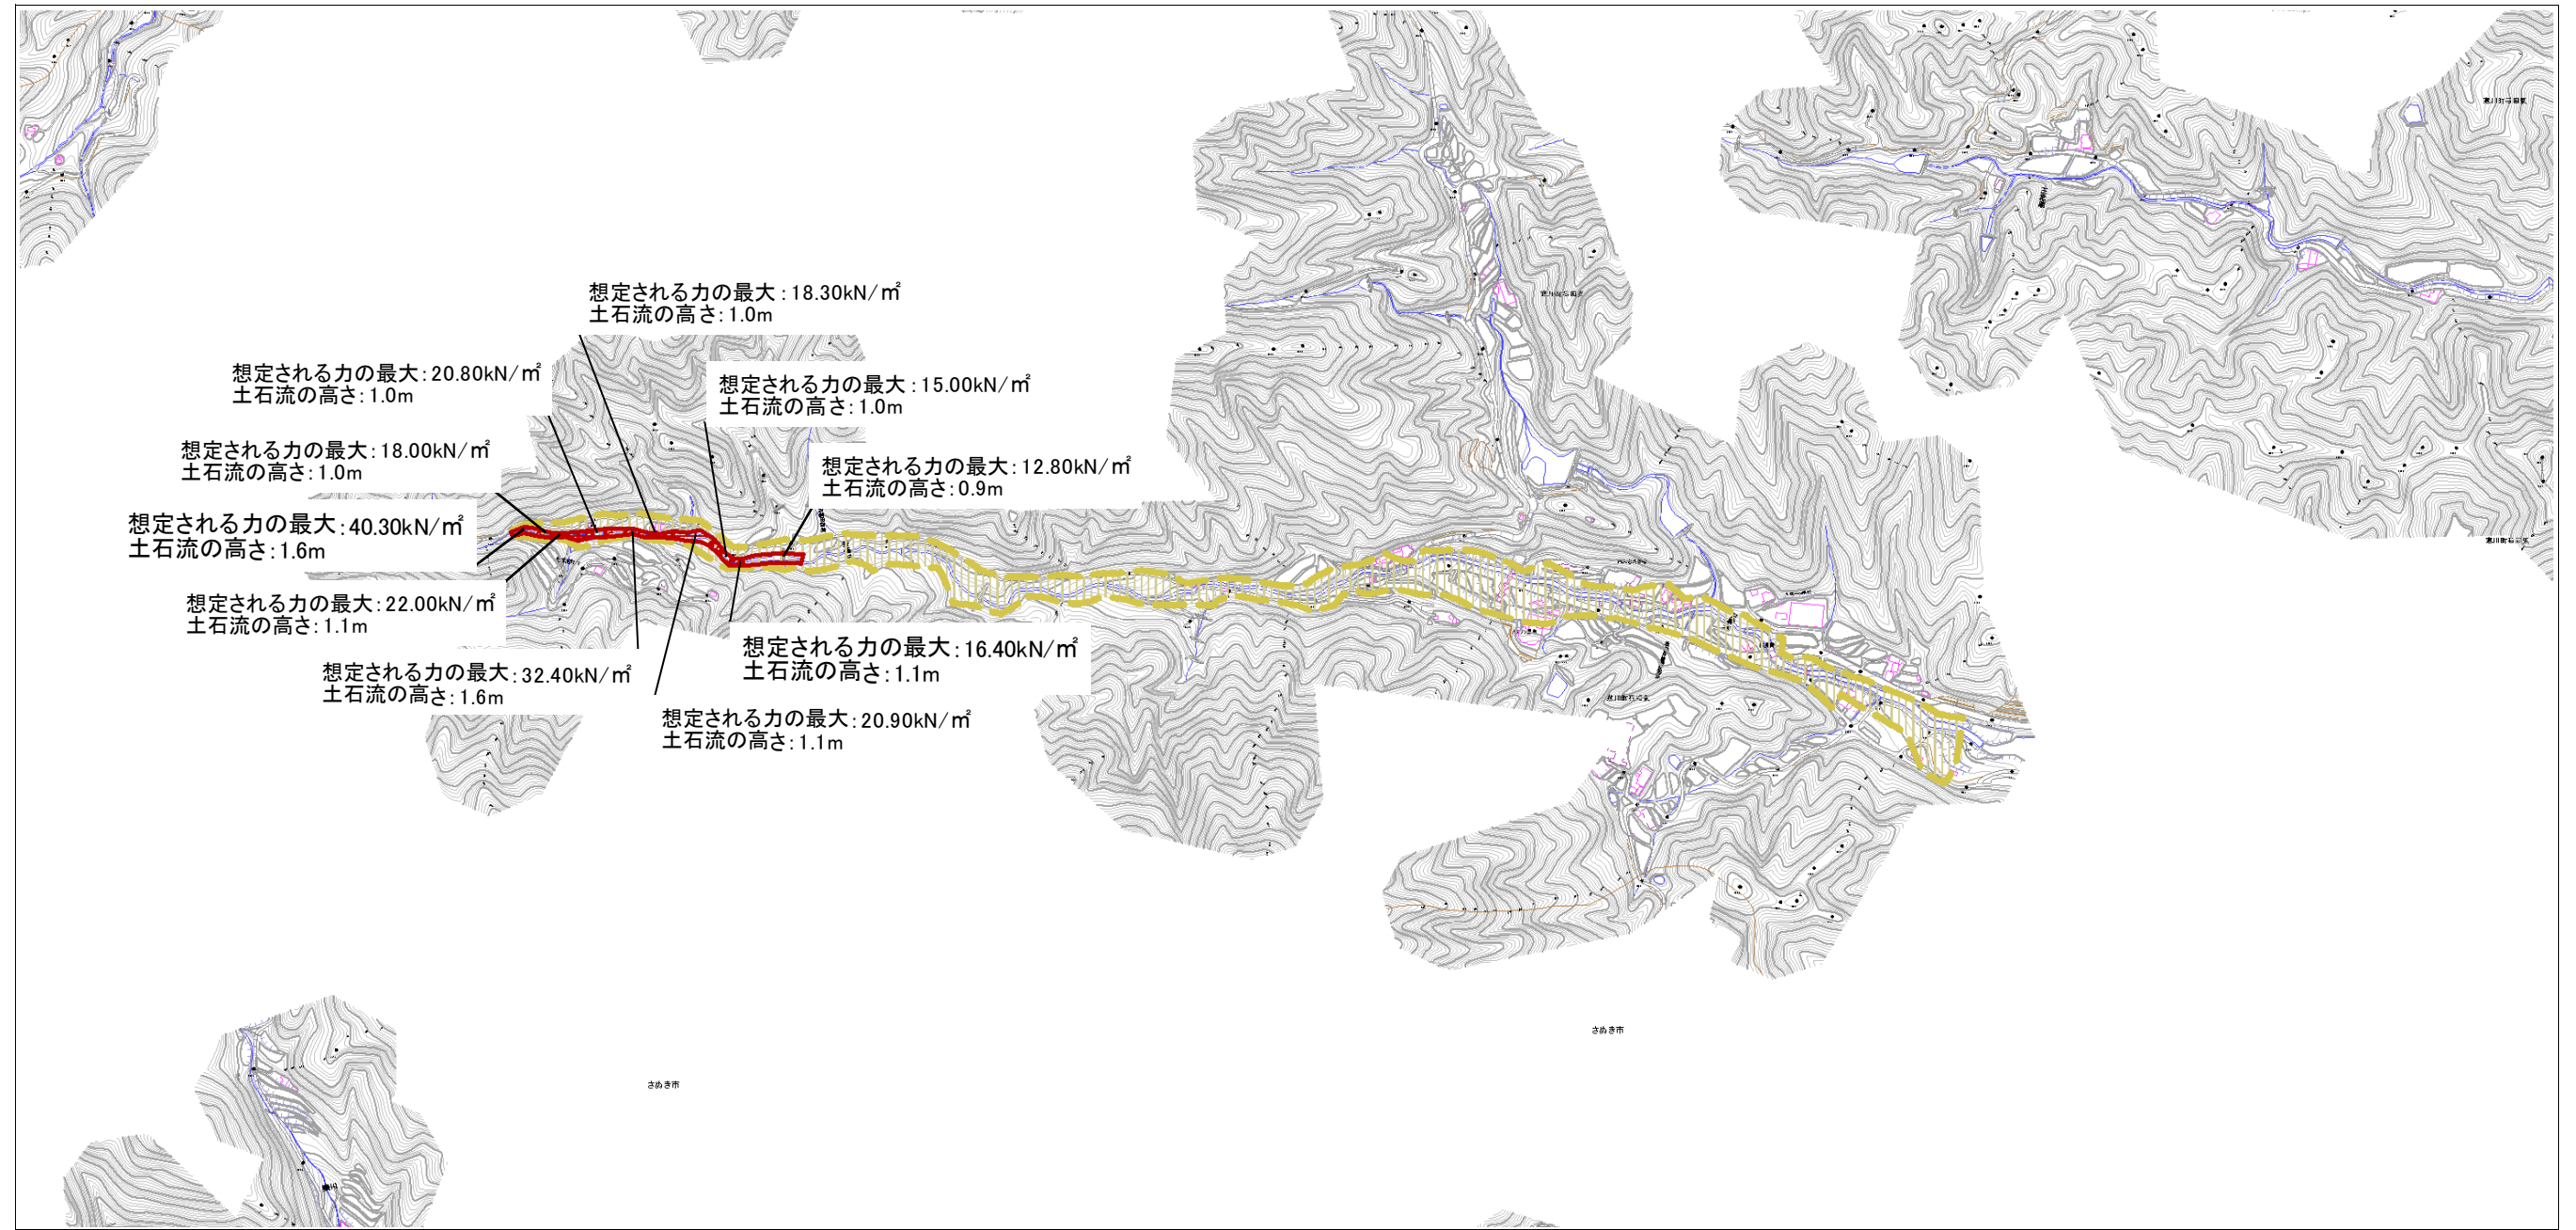 想定される力の最大：18.30kN/㎡
土石流の高さ：1.0m
想定される力の最大：20.80kN/㎡
土石流の高さ：1.0m
想定される力の最大：15.00kN/㎡
土石流の高さ：1.0m
想定される力の最大：18.00kN/㎡
土石流の高さ：1.0m
想定される力の最大：12.80kN/㎡
土石流の高さ：0.9m
想定される力の最大：40.30kN/㎡
土石流の高さ：1.6m
想定される力の最大：22.00kN/㎡
土石流の高さ：1.1m
想定される力の最大：16.40kN/㎡
土石流の高さ：1.1m
想定される力の最大：32.40kN/㎡
土石流の高さ：1.6m
想定される力の最大：20.90kN/㎡
土石流の高さ：1.1m
さぬき市
さぬき市